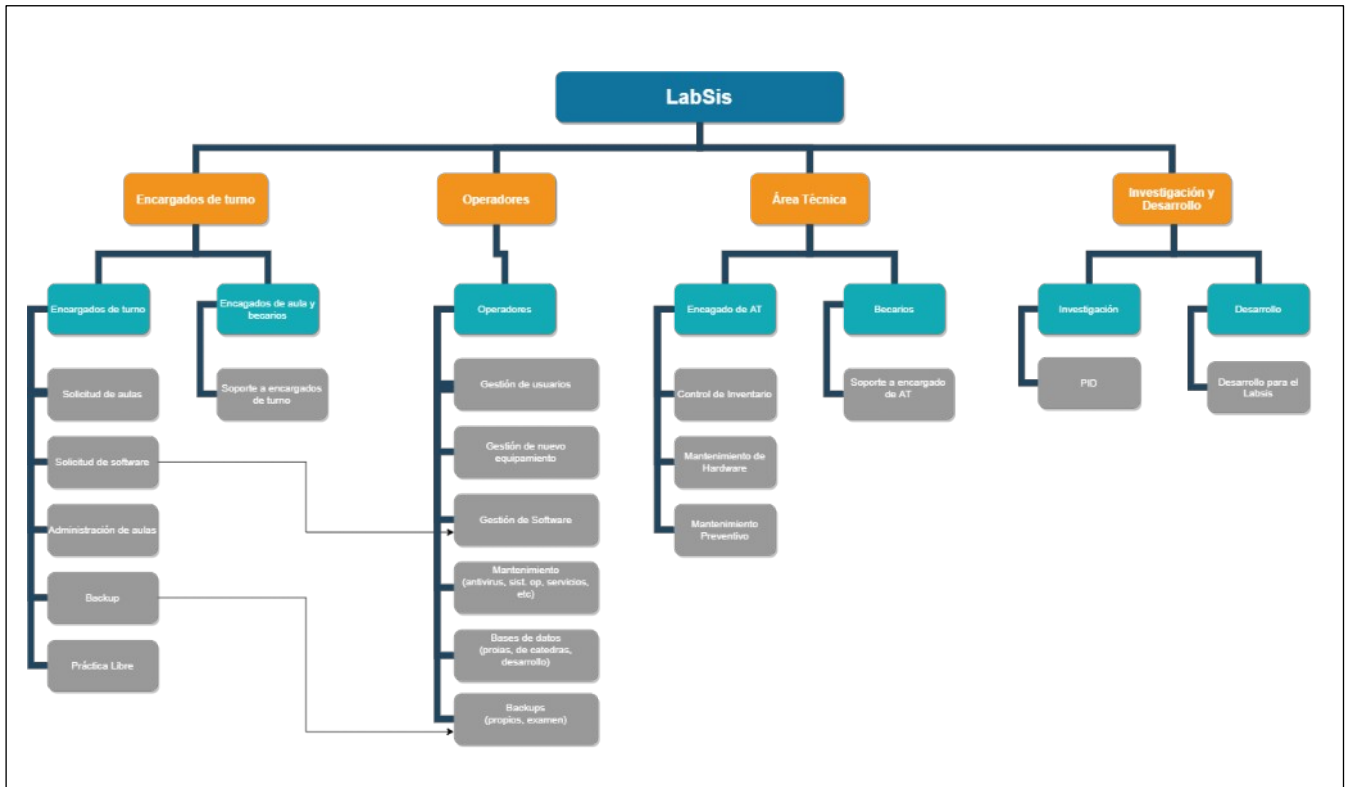 LabSis
Encargados de turno
Operadores
Área Técnica
Investigación y
Desarrollo
Encargados de turno
Encagados de aula y
becarios
Operadores
Encagado de AT
Becarios
Investigación
Desarrollo
Solicitud de aulas
Soporte a encargados
de turno
Gestión de usuarios
Control de Inventario
Soporte a encargado
de AT
PID
Desarrollo para el
Labsis
Solicitud de software
Gestión de nuevo
equipamiento
Mantenimiento de
Hardware
Administración de aulas
Gestión de Software
Mantenimiento
Preventivo
Backup
Mantenimiento
(antivirus, sist. op, servicios,
etc)
Práctica Libre
Bases de datos
(proias, de catedras,
desarrollo)
Backups
(propios, examen)